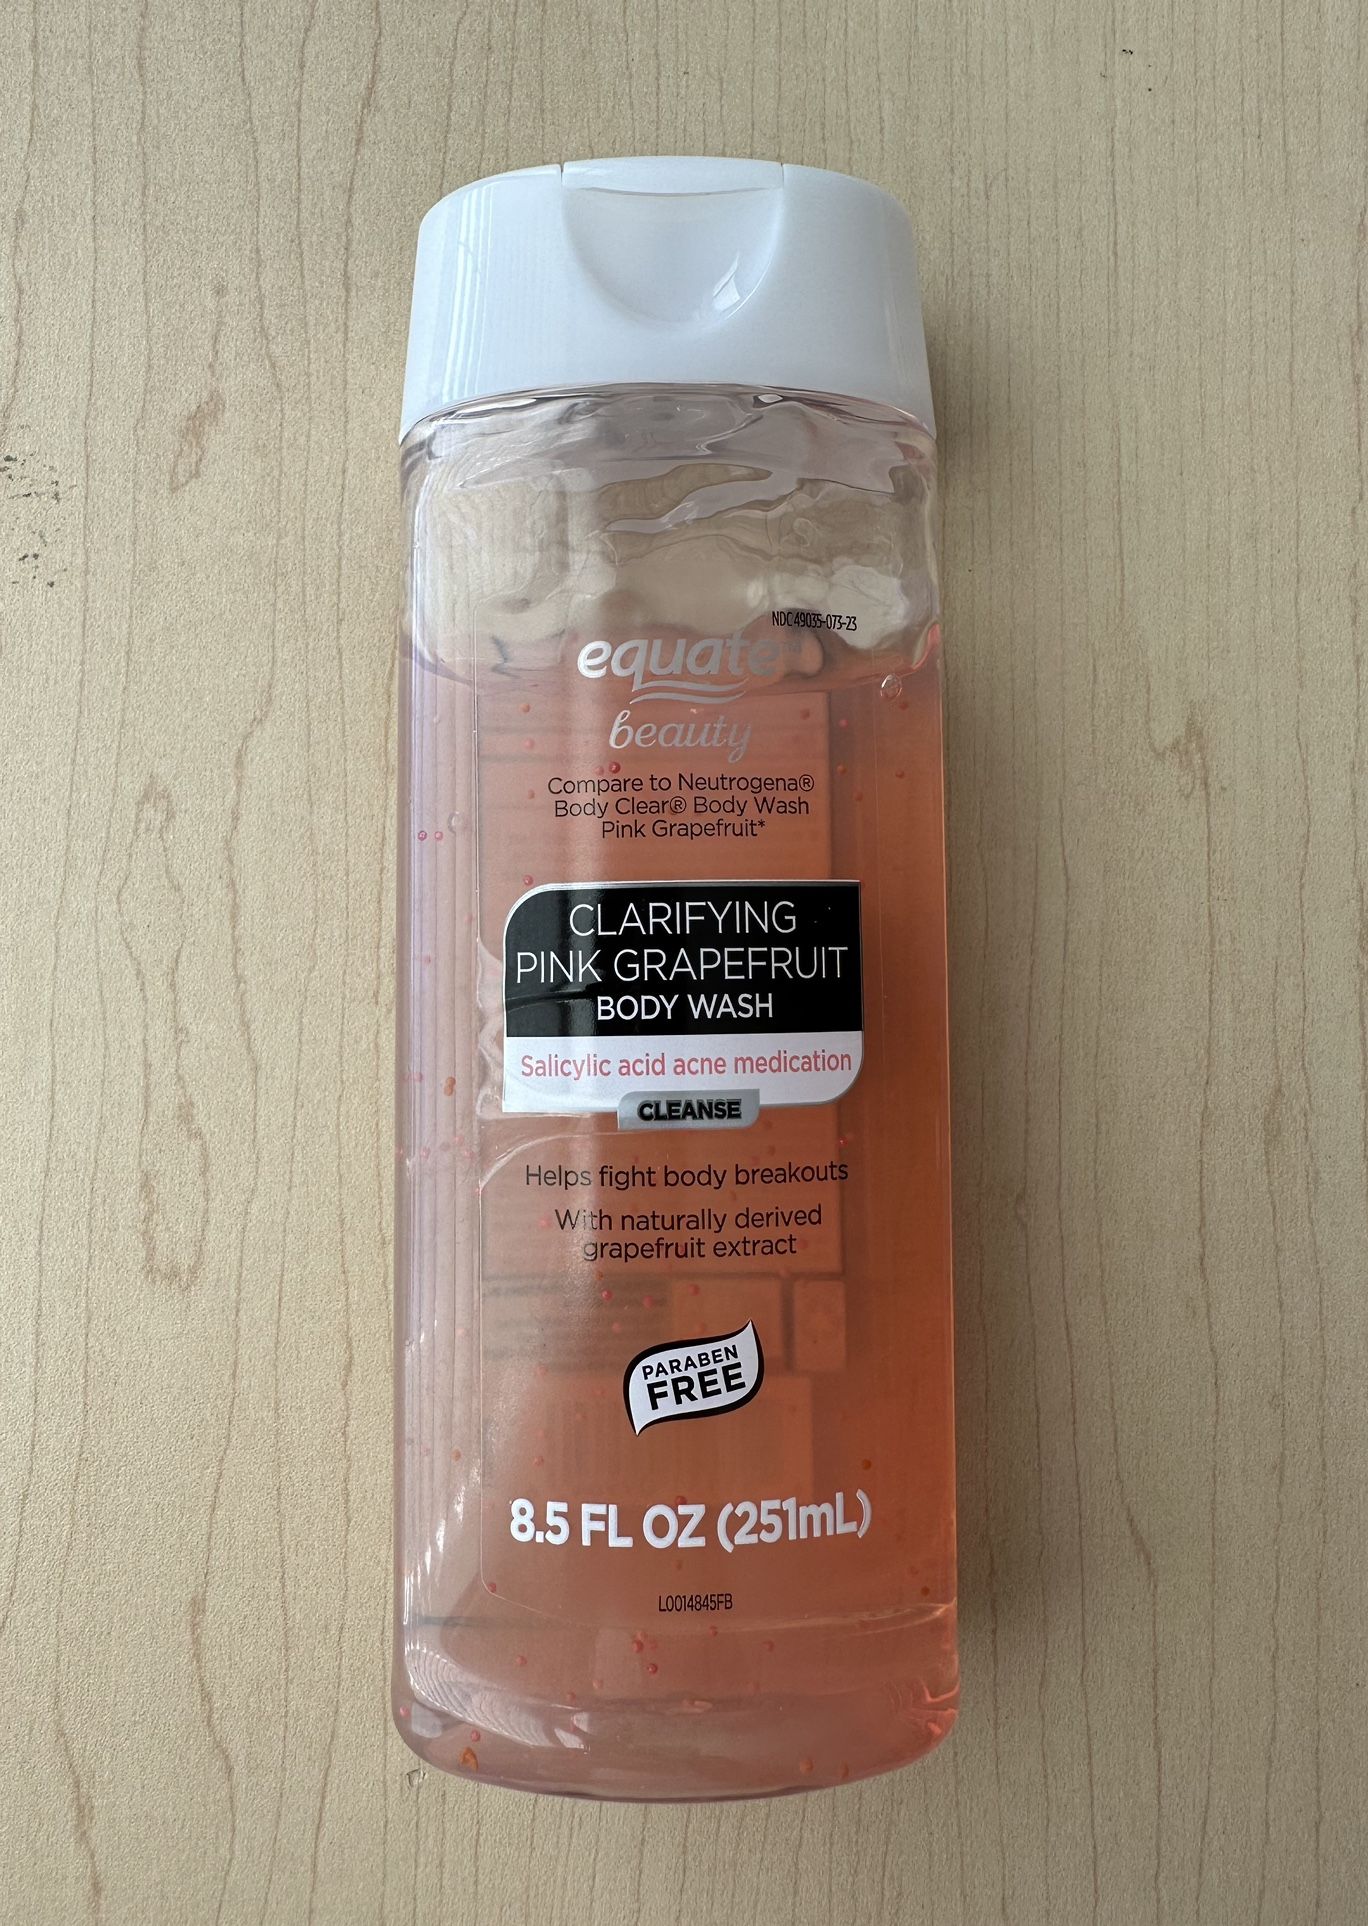 NDC 49035-073-23
equate™
beauty
Compare to Neutrogena®
Body Clear® Body Wash
Pink Grapefruit*
CLARIFYING
PINK GRAPEFRUIT
BODY WASH
Salicylic acid acne medication
CLEANSE
Helps fight body breakouts
With naturally derived
grapefruit extract
PARABEN
FREE
8.5 FL OZ (251mL)
L0014845FB